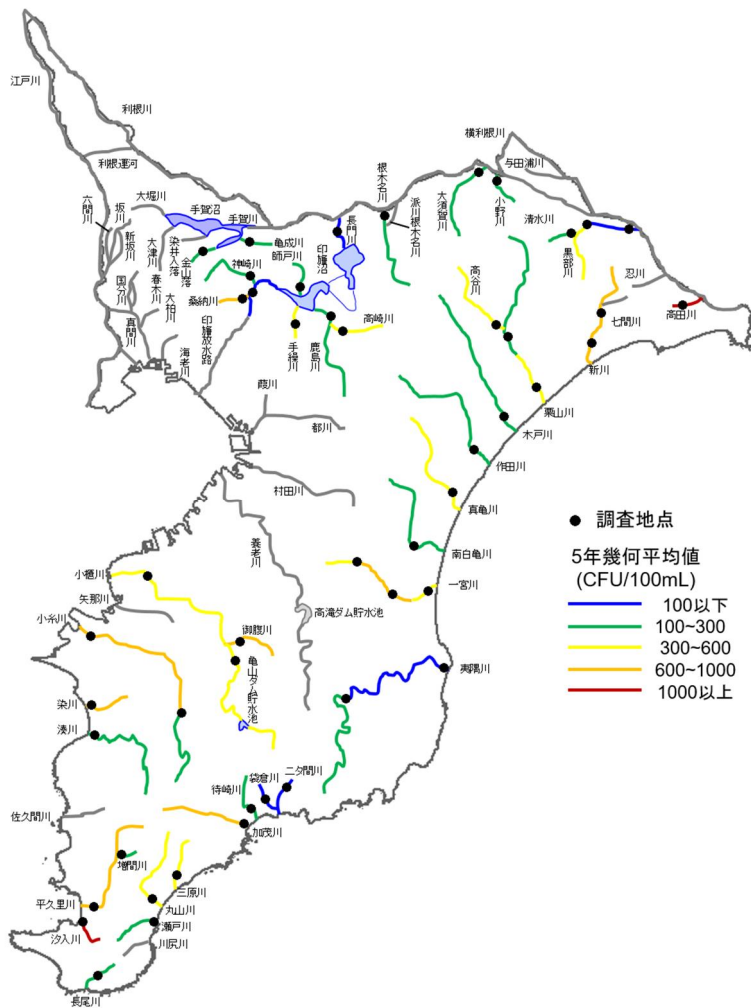 江戸川
利根川
利根運河
横利根川
与田浦川
六間川
坂川
新坂川
大堀川
手賀沼
手賀川
大津川
染井入落
金山落
亀成川
師戸川
神崎川
桑納川
印旛放水路
長門川
印旛沼
根木名川
派川根木名川
大須賀川
小野川
清水川
黒部川
忍川
高田川
七間川
新川
高谷川
栗山川
国分川
真間川
春木川
大柏川
海老川
手繰川
鹿島川
高崎川
葭川
都川
村田川
木戸川
作田川
真亀川
南白亀川
一宮川
養老川
高滝ダム貯水池
小櫃川
矢那川
小糸川
御腹川
亀山ダム貯水池
染川
湊川
夷隅川
二タ間川
袋倉川
待崎川
加茂川
佐久間川
増間川
平久里川
汐入川
三原川
丸山川
瀬戸川
川尻川
長尾川
調査地点
5年幾何平均値
(CFU/100mL)
100以下
100~300
300~600
600~1000
1000以上